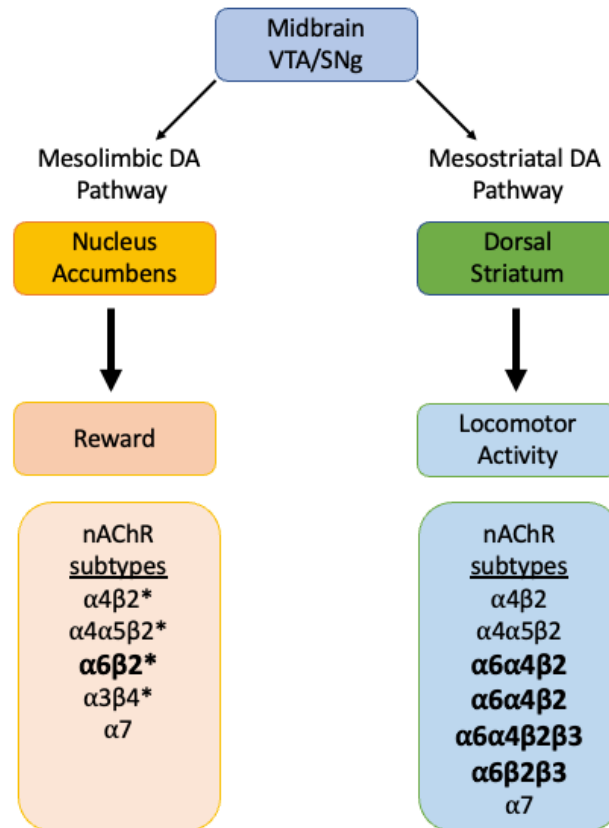 Midbrain
VTA/SNg
Mesolimbic DA
Pathway
Nucleus
Accumbens
Reward
nAChR
subtypes
α4β2*
α4α5β2*
α6β2*
α3β4*
α7
Mesostriatal DA
Pathway
Dorsal
Striatum
Locomotor
Activity
nAChR
subtypes
α4β2
α4α5β2
α6α4β2
α6α4β2
α6α4β2β3
α6β2β3
α7